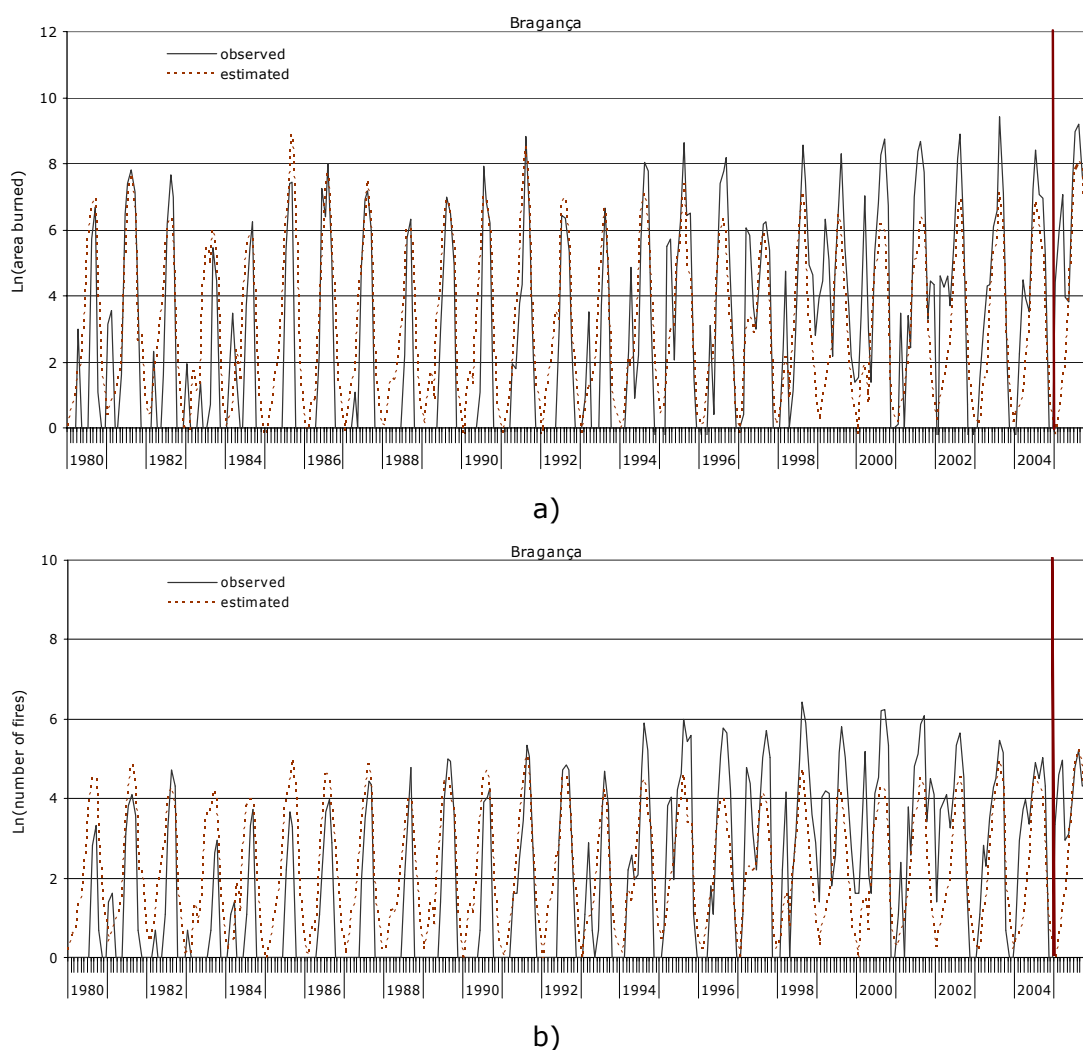 Bragança
12
10
8
6
4
2
0
Ln(area burned)
observed
estimated
1980 1982 1984 1986 1988 1990 1992 1994 1996 1998 2000 2002 2004
a)
Bragança
10
8
6
4
2
0
Ln(number of fires)
observed
estimated
1980 1982 1984 1986 1988 1990 1992 1994 1996 1998 2000 2002 2004
b)